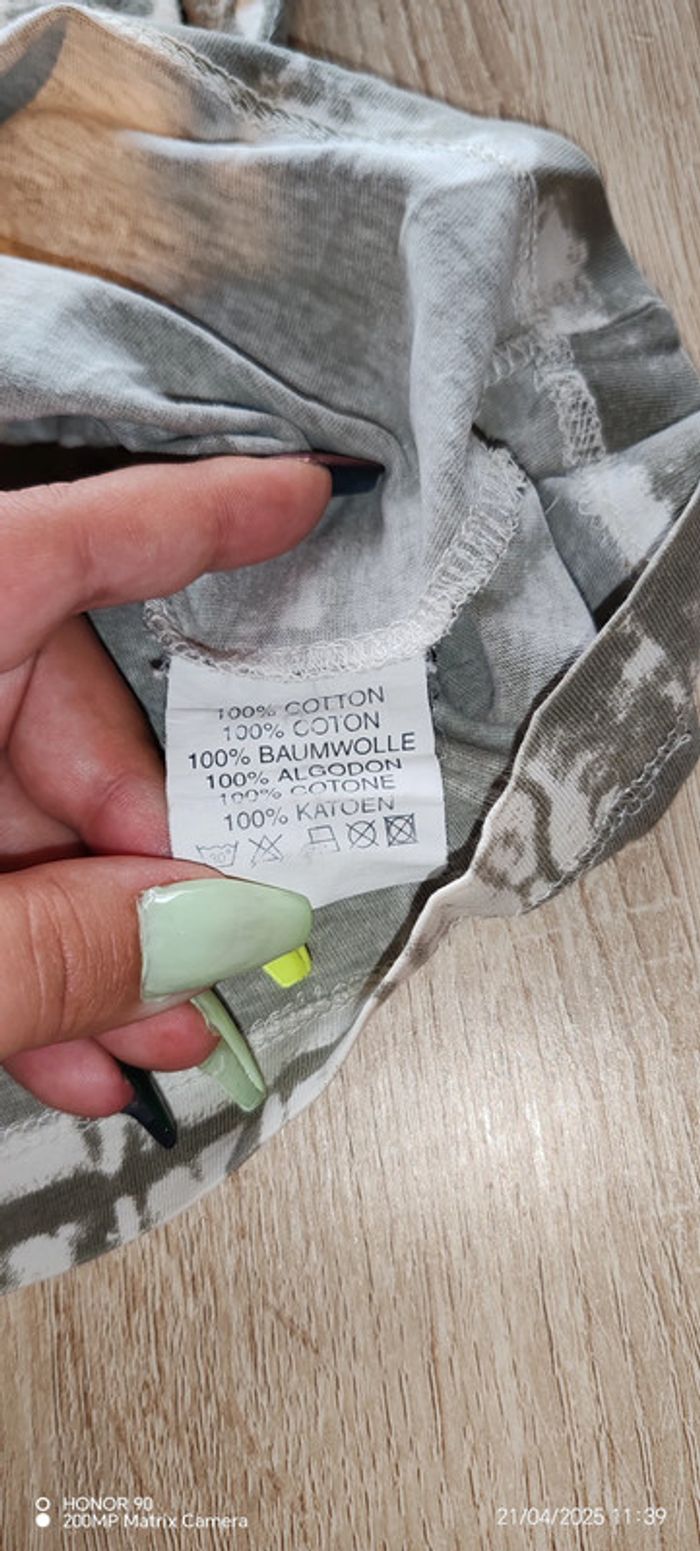 100% COTTON
100% COTON
100% BAUMWOLLE
100% ALGODON
100% COTONE
100% KATOEN
HONOR 90
200MP Matrix Camera
21/04/2025 11:39